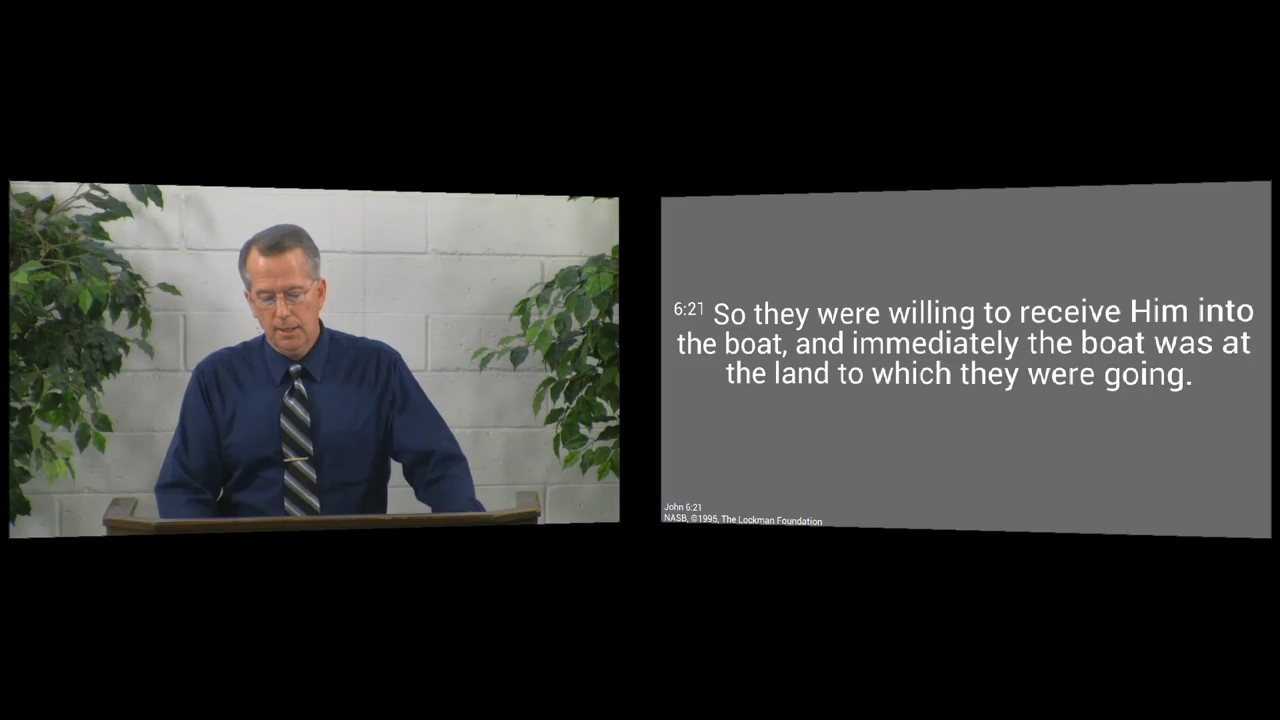 6:21 So they were willing to receive Him into
the boat, and immediately the boat was at
the land to which they were going.
John 6:21
NASB, ©1995, The Lockman Foundation